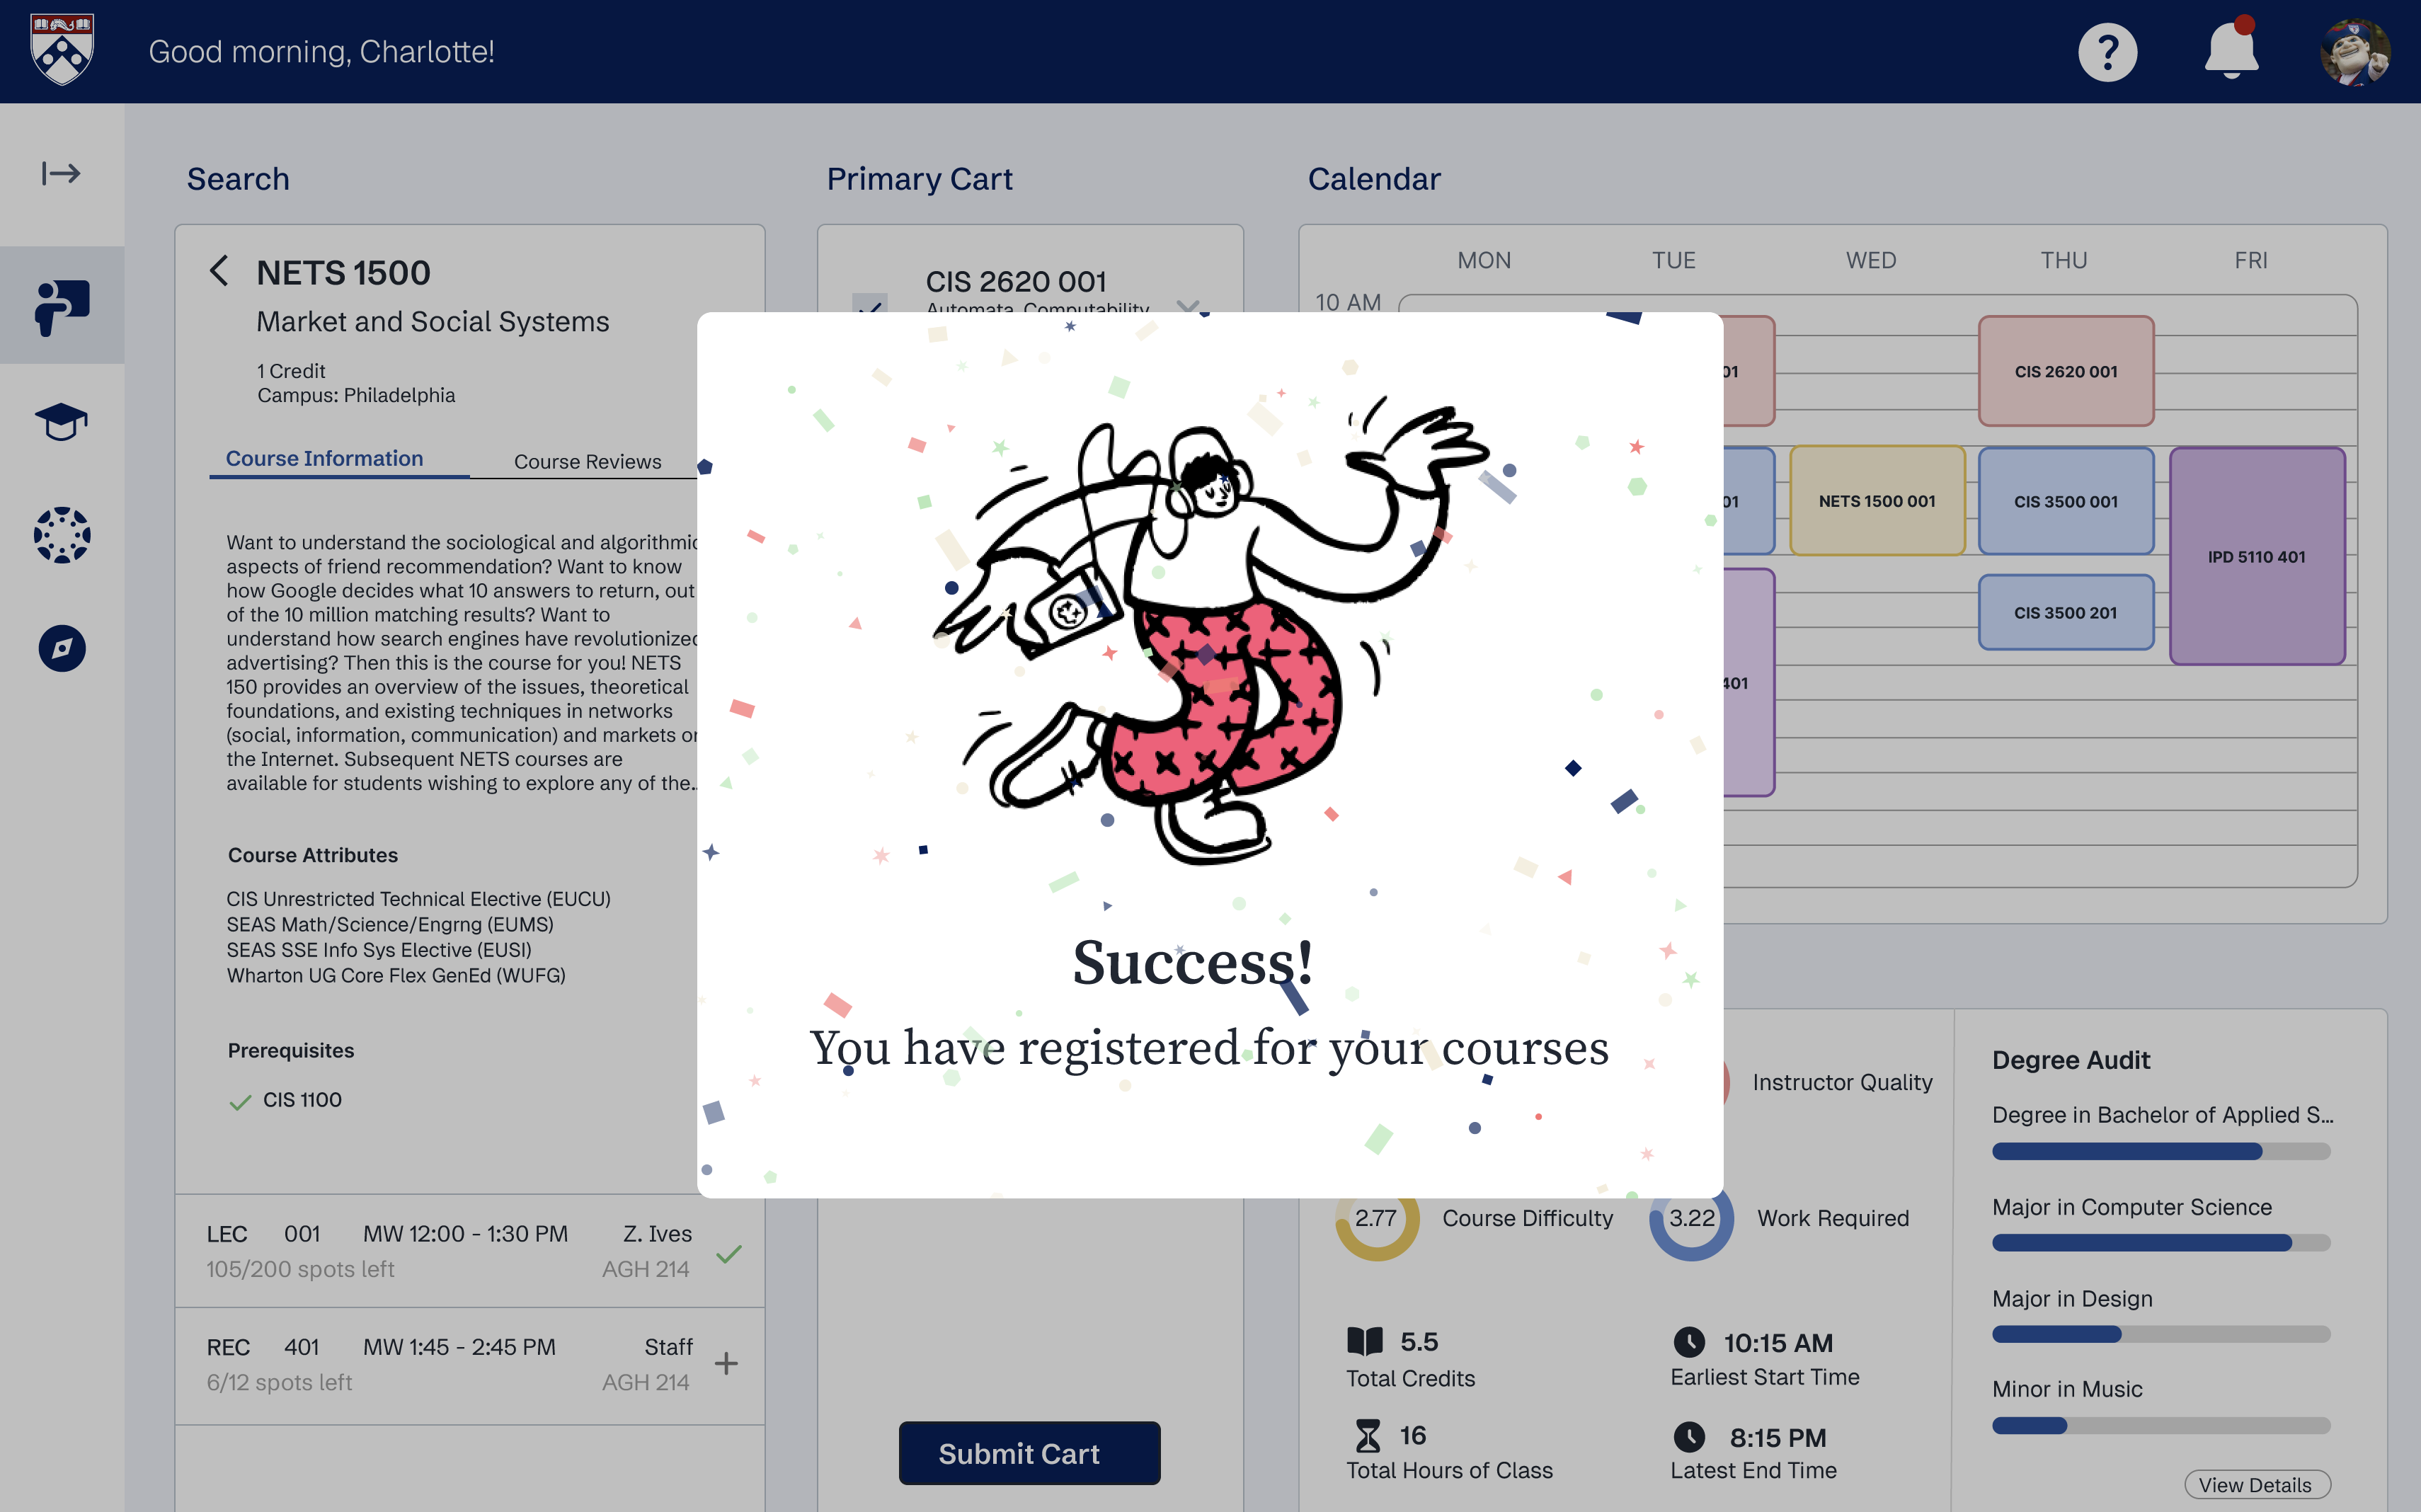 Good morning, Charlotte!
?
Search
NETS 1500
Market and Social Systems
1 Credit
Campus: Philadelphia
Course Information
Course Reviews
Want to understand the sociological and algorithmic
aspects of friend recommendation? Want to know
how Google decides what 10 answers to return, out
of the 10 million matching results? Want to
understand how search engines have revolutionized
advertising? Then this is the course for you! NETS
150 provides an overview of the issues, theoretical
foundations, and existing techniques in networks
(social, information, communication) and markets on
the Internet. Subsequent NETS courses are
available for students wishing to explore any of the..
Course Attributes
CIS Unrestricted Technical Elective (EUCU)
SEAS Math/Science/Engrng (EUMS)
SEAS SSE Info Sys Elective (EUSI)
Wharton UG Core Flex GenEd (WUFG)
Prerequisites
CIS 1100
LEC 001 MW 12:00 - 1:30 PM Z. Ives
105/200 spots left AGH 214
REC 401 MW 1:45 - 2:45 PM Staff
6/12 spots left AGH 214
Primary Cart
CIS 2620 001
Automata, Computability
Success!
You have registered for your courses
Submit Cart
Calendar
MON TUE WED THU FRI
10 AM
01
CIS 2620 001
01
NETS 1500 001
CIS 3500 001
IPD 5110 401
CIS 3500 201
401
Instructor Quality
2.77 Course Difficulty
3.22 Work Required
5.5
Total Credits
10:15 AM
Earliest Start Time
16
Total Hours of Class
8:15 PM
Latest End Time
Degree Audit
Degree in Bachelor of Applied S...
Major in Computer Science
Major in Design
Minor in Music
View Details